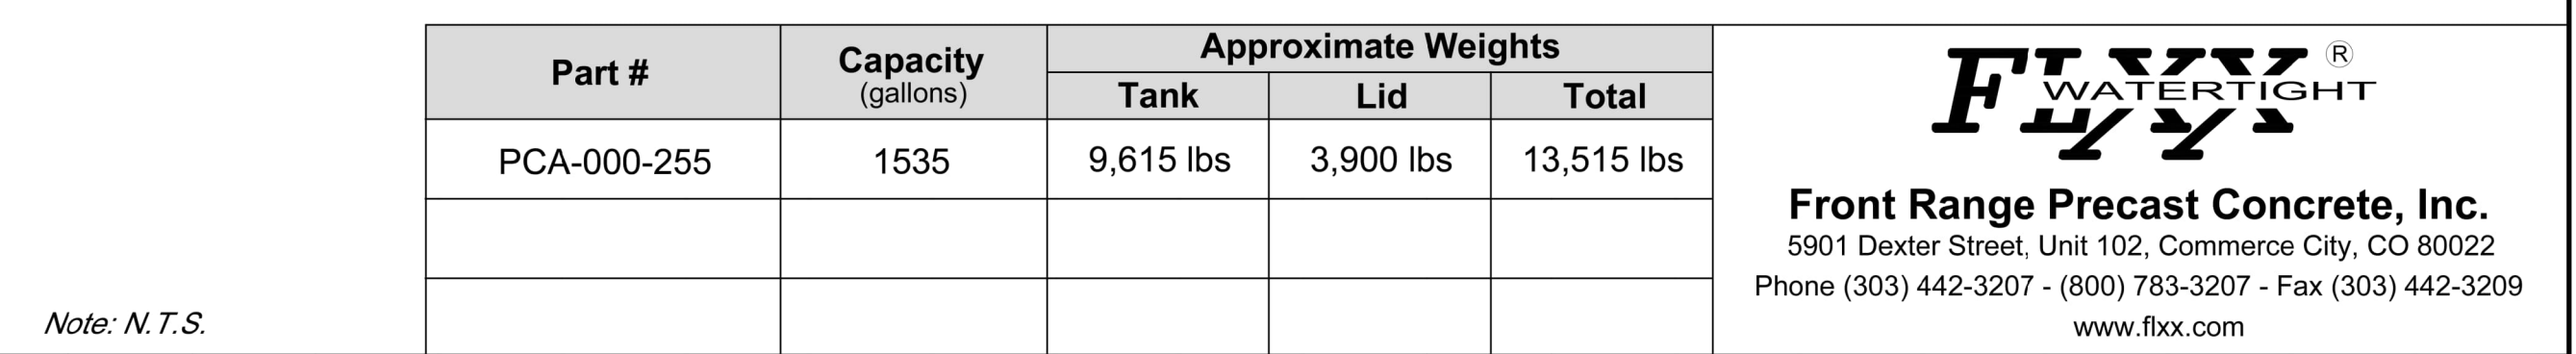 Part #
Capacity
(gallons)
Approximate Weights
Tank
Lid
Total
PCA-000-255
1535
9,615 lbs
3,900 lbs
13,515 lbs
Note: N.T.S.
FLXX ®
WATERTIGHT
Front Range Precast Concrete, Inc.
5901 Dexter Street, Unit 102, Commerce City, CO 80022
Phone (303) 442-3207 - (800) 783-3207 - Fax (303) 442-3209
www.flxx.com